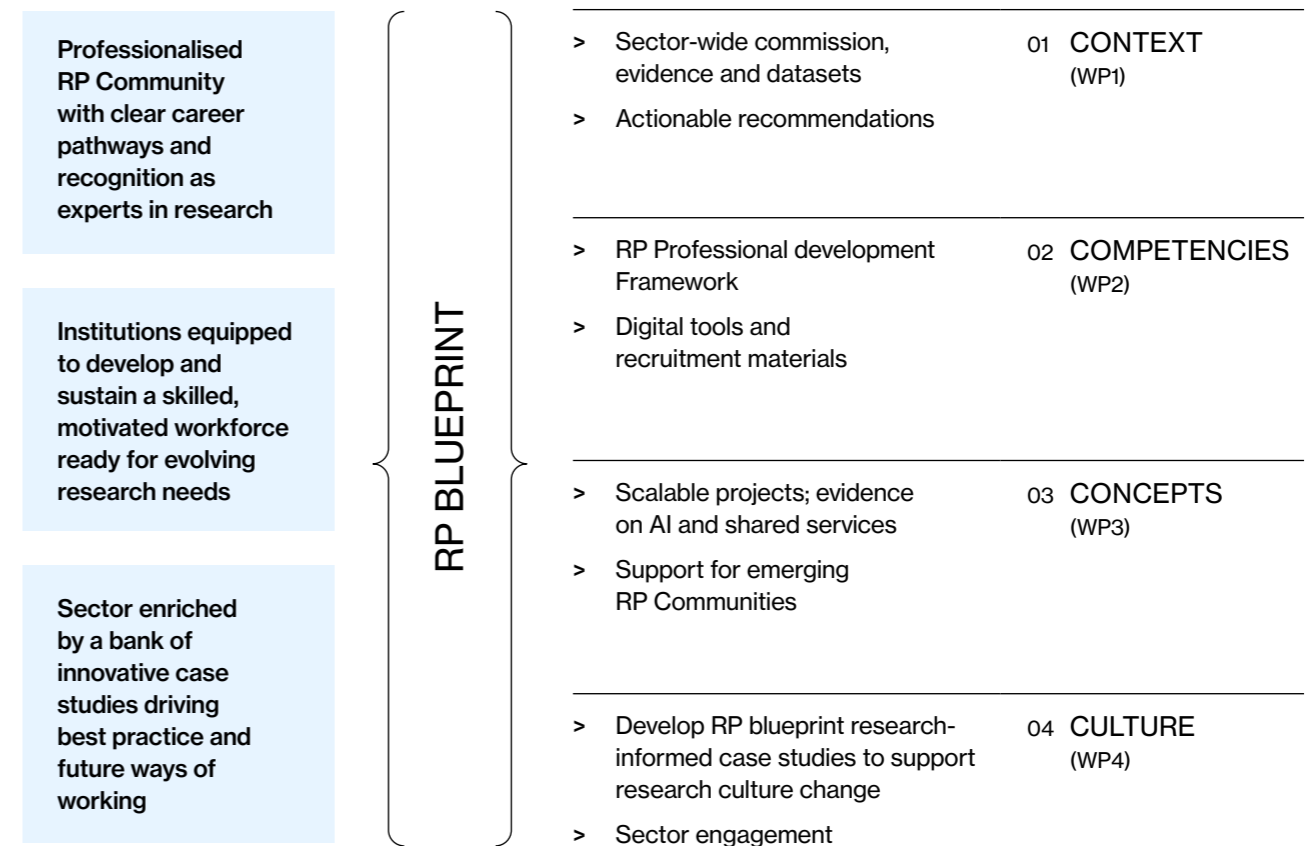 Professionalised
RP Community
with clear career
pathways and
recognition as
experts in research
Institutions equipped
to develop and
sustain a skilled,
motivated workforce
ready for evolving
research needs
Sector enriched
by a bank of
innovative case
studies driving
best practice and
future ways of
working
RP BLUEPRINT
> Sector-wide commission,
evidence and datasets
> Actionable recommendations
01 CONTEXT
(WP1)
> RP Professional development
Framework
> Digital tools and
recruitment materials
02 COMPETENCIES
(WP2)
> Scalable projects; evidence
on AI and shared services
> Support for emerging
RP Communities
03 CONCEPTS
(WP3)
> Develop RP blueprint research-
informed case studies to support
research culture change
> Sector engagement
04 CULTURE
(WP4)